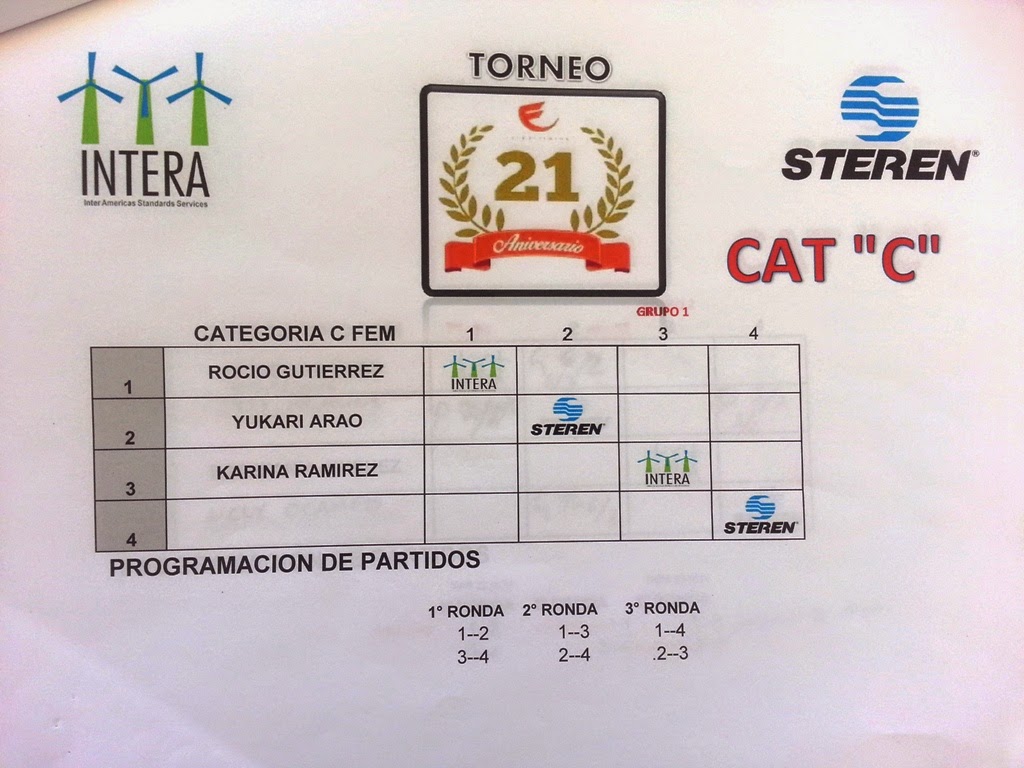 TORNEO
INTERA
Inter Americas Standards Services
21
Aniversario
STEREN®
CAT "C"
GRUPO 1
CATEGORIA C FEM 1 2 3 4
1 ROCIO GUTIERREZ INTERA
2 YUKARI ARAO STEREN
3 KARINA RAMIREZ INTERA
4 STEREN
PROGRAMACION DE PARTIDOS
1° RONDA 2° RONDA 3° RONDA
1--2 1--3 1--4
3--4 2--4 .2--3